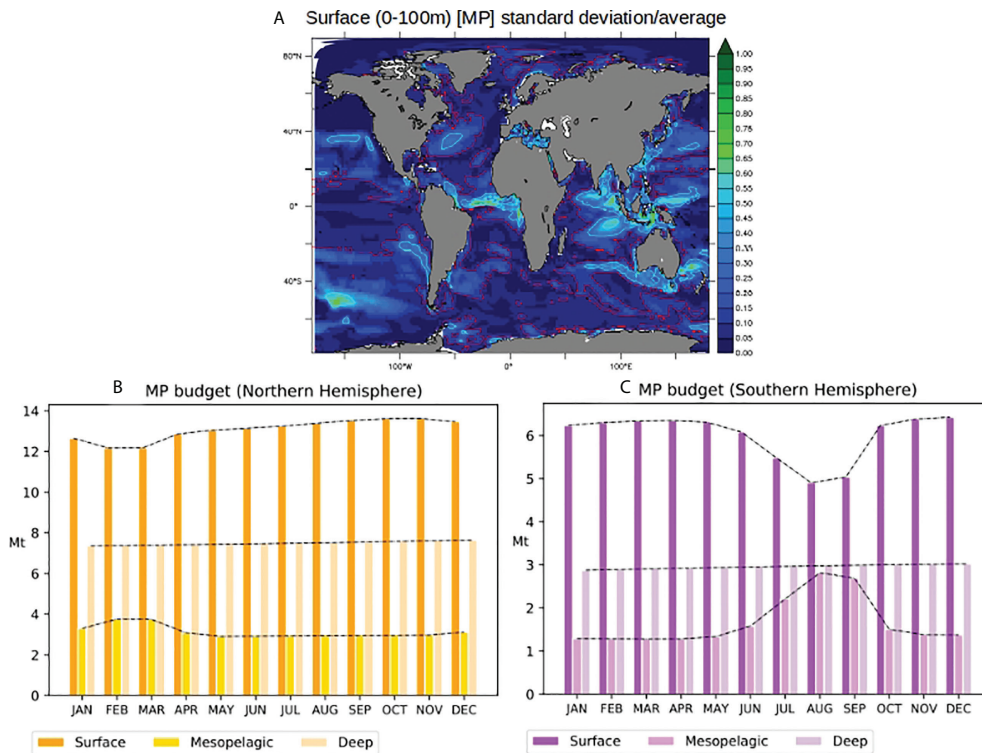 A Surface (0-100m) [MP] standard deviation/average
80°N
40°N
0°
40°S
100°W 0° 100°E
1.00
0.95
0.90
0.85
0.80
0.75
0.70
0.65
0.60
0.55
0.50
0.45
0.40
0.35
0.30
0.25
0.20
0.15
0.10
0.05
0.00
B MP budget (Northern Hemisphere)
14
12
10
8
Mt
6
4
2
0
JAN FEB MAR APR MAY JUN JUL AUG SEP OCT NOV DEC
Surface Mesopelagic Deep
C MP budget (Southern Hemisphere)
6
5
4
Mt
3
2
1
0
JAN FEB MAR APR MAY JUN JUL AUG SEP OCT NOV DEC
Surface Mesopelagic Deep